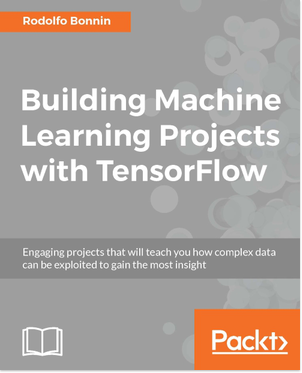 Rodolfo Bonnin
Building Machine
Learning Projects
with TensorFlow
Engaging projects that will teach you how complex data
can be exploited to gain the most insight
Packt>